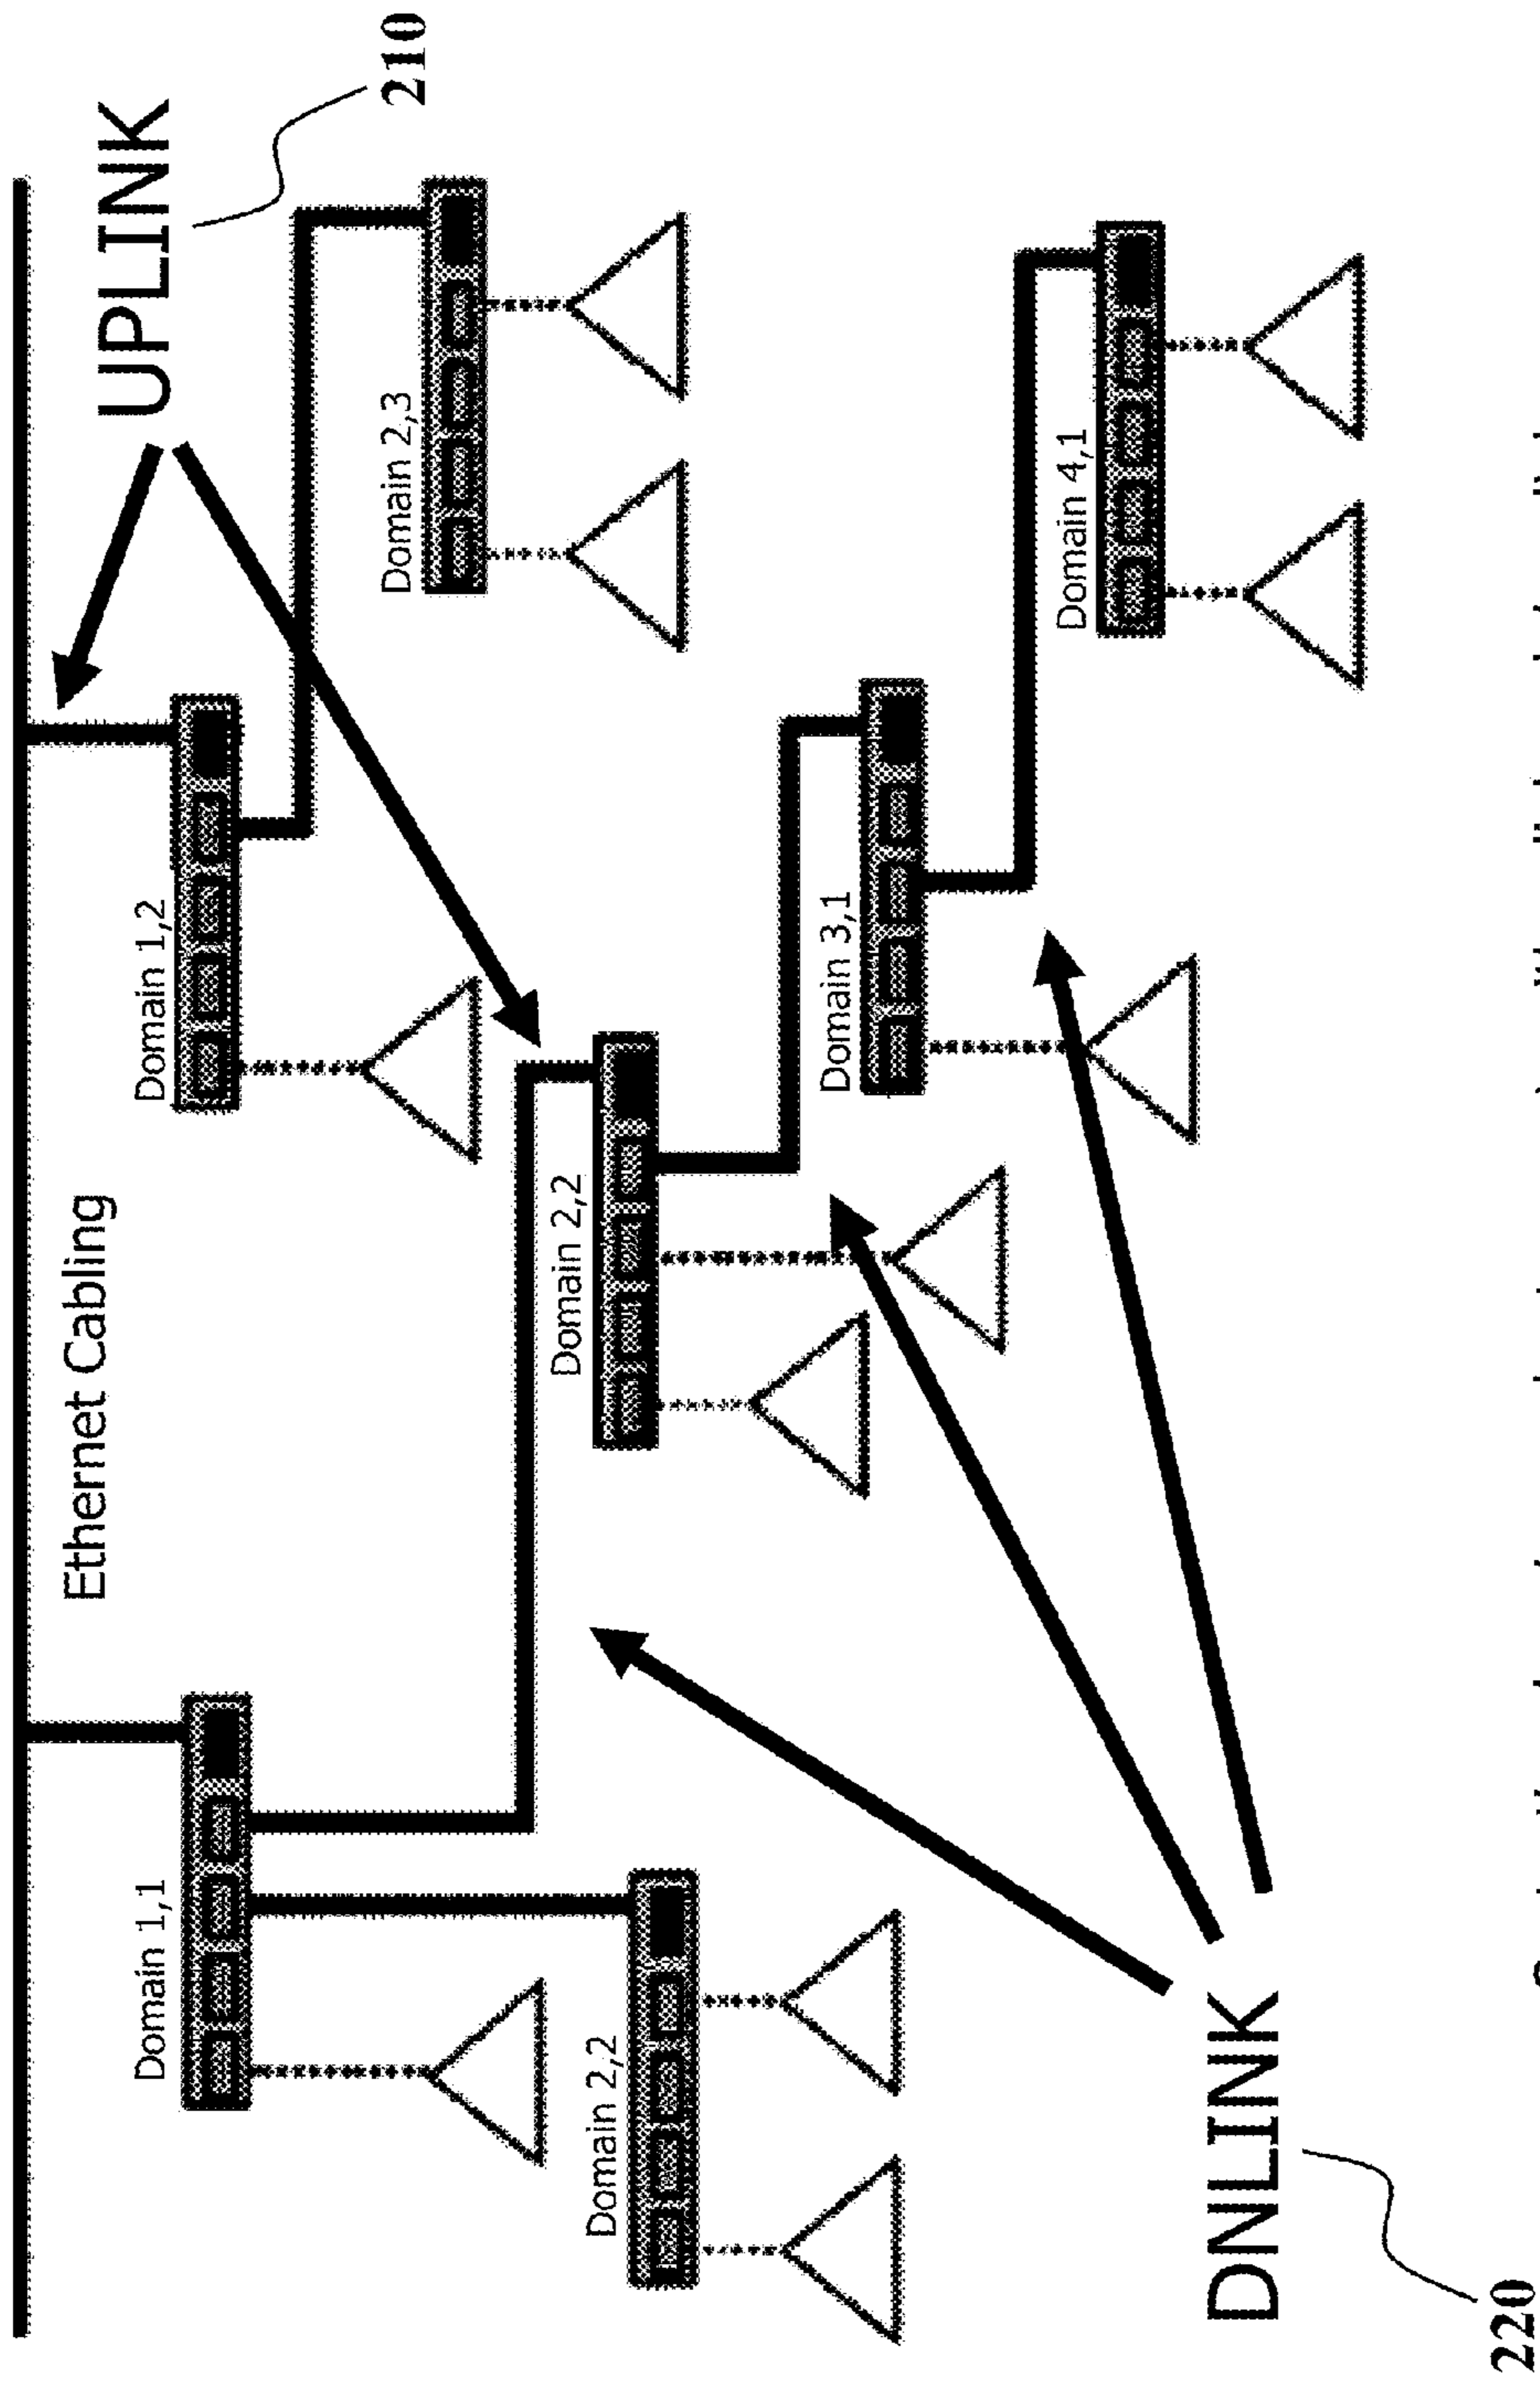 Ethernet Cabling
UPLINK
210
Domain 1,1
Domain 1,2
Domain 2,3
Domain 2,2
Domain 2,2
Domain 3,1
Domain 4,1
DNLINK
220